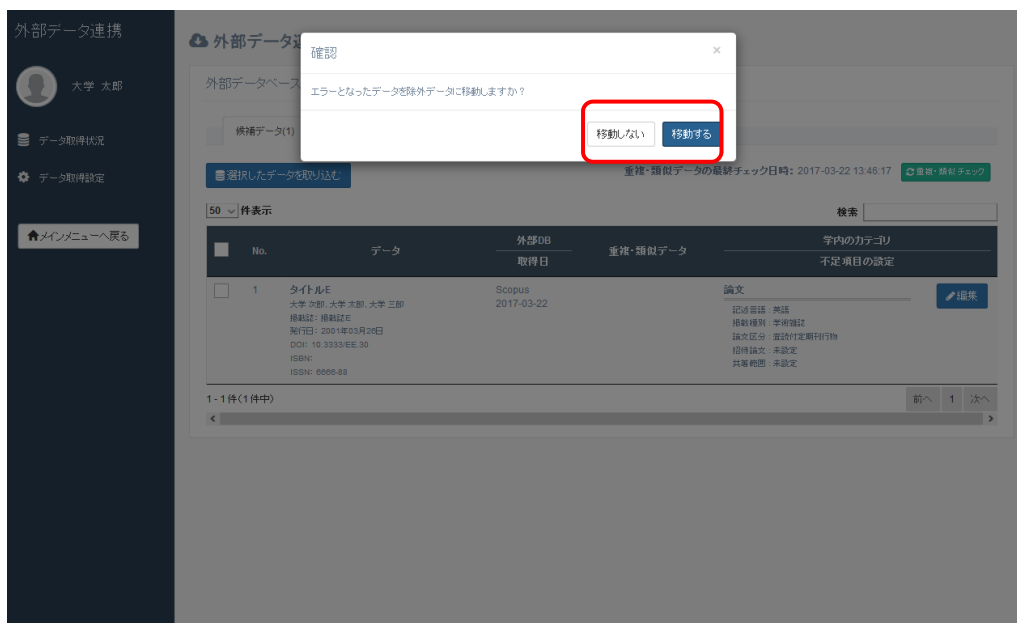 外部データ連携
大学 太郎
データ取得状況
データ取得設定
メインメニューへ戻る
外部データ
外部データベース
候補データ(1)
確認
×
エラーとなったデータを除外データに移動しますか？
移動しない
移動する
選択したデータを取り込む
重複・類似データの最終チェック日時: 2017-03-22 13:46:17
重複・類似チェック
50 件表示
検索
No.
データ
外部DB
取得日
重複・類似データ
学内のカテゴリ
不足項目の設定
1
タイトルE
大学 次郎, 大学 太郎, 大学 三郎
掲載誌: 掲載誌E
発行日: 2001年03月26日
DOI: 10.3333/EE.30
ISBN:
ISSN: 6666-88
Scopus
2017-03-22
論文
記述言語 : 英語
掲載種別 : 学術雑誌
論文区分 : 査読付定期刊行物
招待論文 : 未設定
共著範囲 : 未設定
編集
1 - 1 件(1 件中)
前へ 1 次へ